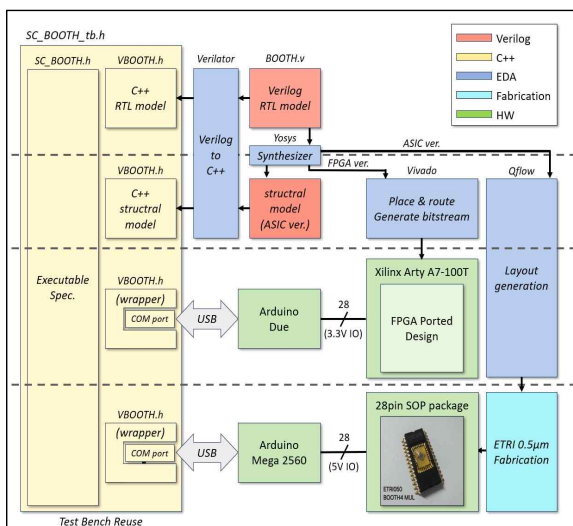 SC_BOOTH_tb.h
SC_BOOTH.h
VBOOTH.h
Verilator
BOOTH.v
Verilog
C++
EDA
Fabrication
HW
C++
RTL model
Verilog
to
C++
Verilog
RTL model
Yosys
Synthesizer
ASIC ver.
FPGA ver.
Vivado
Qflow
VBOOTH.h
C++
structral
model
structral
model
(ASIC ver.)
Place & route
Generate bitstream
Layout
generation
Executable
Spec.
VBOOTH.h
(wrapper)
COM port
USB
Arduino
Due
28
(3.3V IO)
Xilinx Arty A7-100T
FPGA Ported
Design
VBOOTH.h
(wrapper)
COM port
USB
Arduino
Mega 2560
28
(5V IO)
28pin SOP package
ETRI050
BOOTH4 MUL
ETRI 0.5µm
Fabrication
Test Bench Reuse